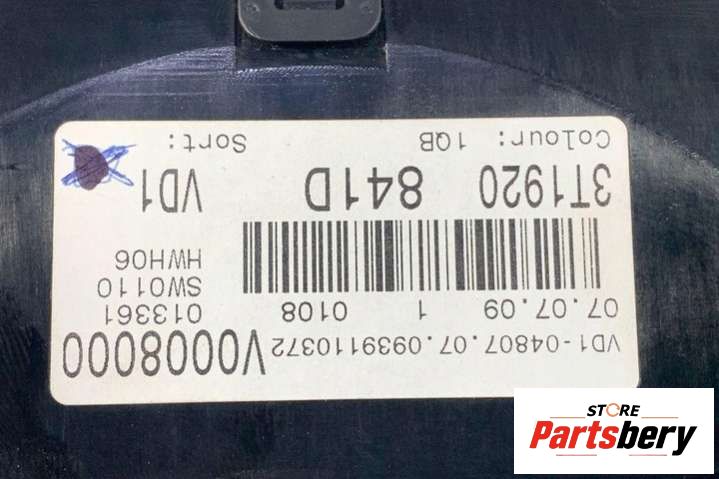 VD1-04807.07.0939110372
V0008000
07.07.09 1 0108
013361
SW0110
HWH06
3T1920 841D VD1
Colour: 1QB Sort:
STORE
Partsbery